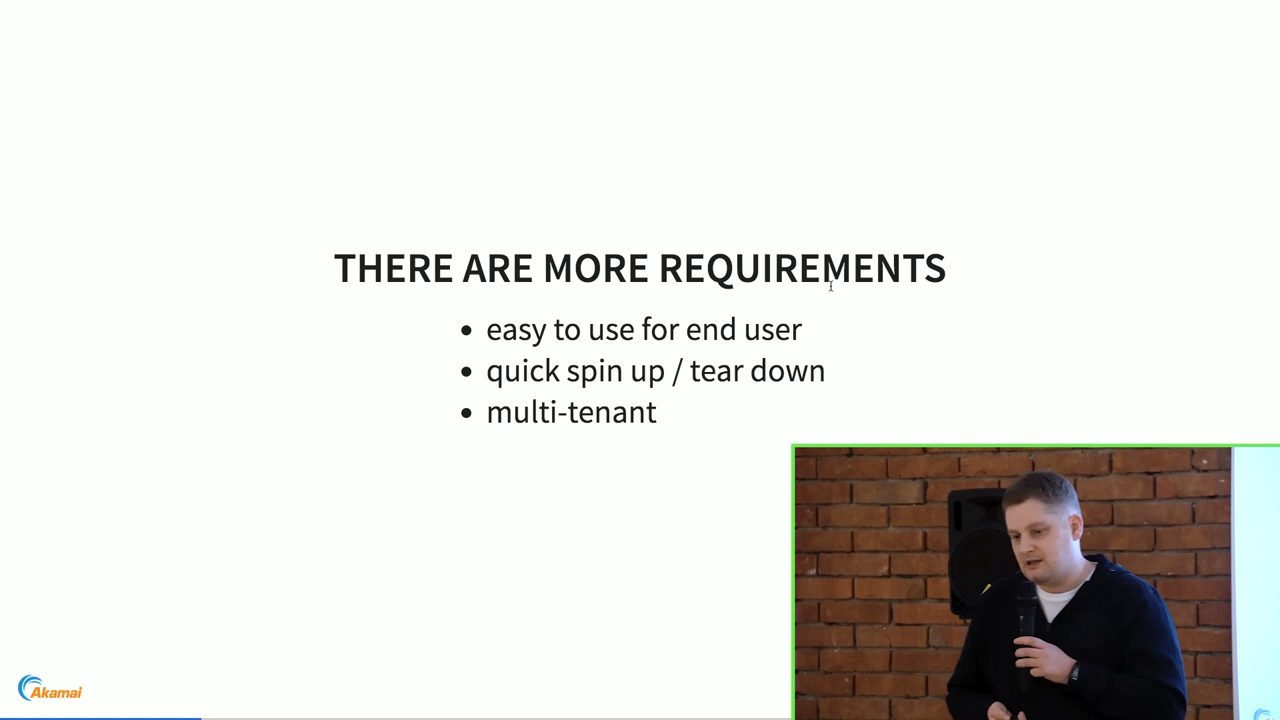 THERE ARE MORE REQUIREMENTS
easy to use for end user
quick spin up / tear down
multi-tenant
Akamai